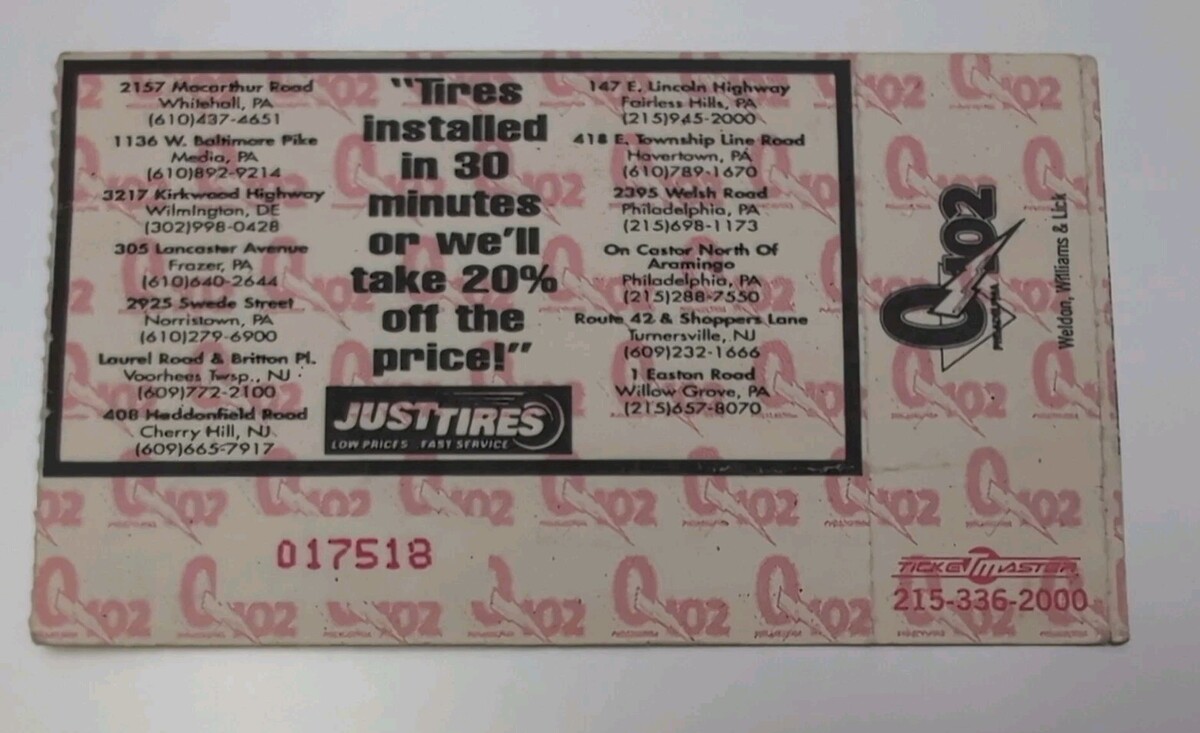 2157 Macarthur Road
Whitehall, PA
(610)437-4651
1136 W. Baltimore Pike
Media, PA
(610)892-9214
3217 Kirkwood Highway
Wilmington, DE
(302)998-0428
305 Lancaster Avenue
Frazer, PA
(610)640-2644
2925 Swede Street
Norristown, PA
(610)279-6900
Laurel Road & Britton Pl.
Voorhees Twsp., NJ
(609)772-2100
408 Haddonfield Road
Cherry Hill, NJ
(609)665-7917
"Tires
installed
in 30
minutes
or we'll
take 20%
off the
price!"
JUST TIRES
LOW PRICES FAST SERVICE
147 E. Lincoln Highway
Fairless Hills, PA
(215)945-2000
418 E. Township Line Road
Havertown, PA
(610)789-1670
2395 Welsh Road
Philadelphia, PA
(215)698-1173
On Castor North Of
Aramingo
Philadelphia, PA
(215)288-7550
Route 42 & Shoppers Lane
Turnersville, NJ
(609)232-1666
1 Easton Road
Willow Grove, PA
(215)657-8070
Q102
PHILADELPHIA
Weldon, Williams & Lick
017518
TICKETMASTER
215-336-2000